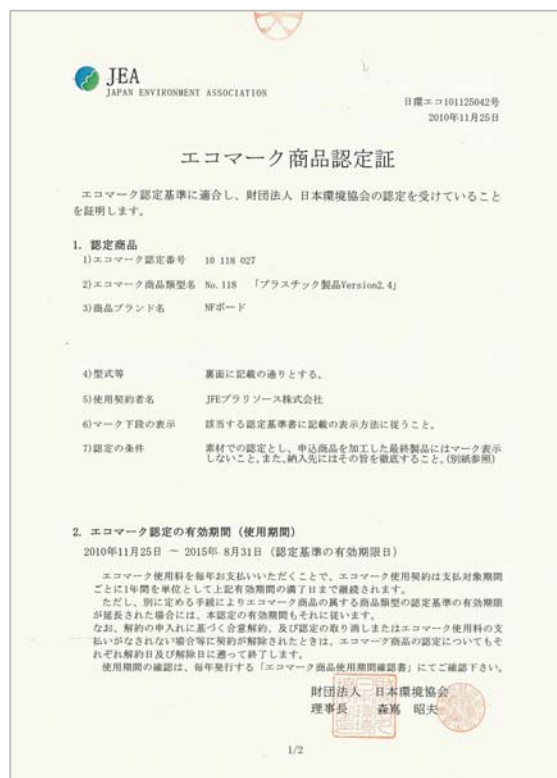 JEA
JAPAN ENVIRONMENT ASSOCIATION
日環エコ101125042号
2010年11月25日
エコマーク商品認定証
エコマーク認定基準に適合し、財団法人 日本環境協会の認定を受けていること
を証明します。
1. 認定商品
1)エコマーク認定番号 10 118 027
2)エコマーク商品類型名 No.118 「プラスチック製品Version2.4」
3)商品ブランド名 NFボード
4)型式等 裏面に記載の通りとする。
5)使用契約者名 JFEプラリソース株式会社
6)マーク下段の表示 該当する認定基準書に記載の表示方法に従うこと。
7)認定の条件 素材での認定とし、申込商品を加工した最終製品にはマーク表示
しないこと。また、納入先にはその旨を徹底すること。(別紙参照)
2. エコマーク認定の有効期間（使用期間）
2010年11月25日 ～ 2015年 8月31日（認定基準の有効期限日）
エコマーク使用料を毎年お支払いいただくことで、エコマーク使用契約は支払対象期間
ごとに1年間を単位として上記有効期間の満了日まで継続されます。
ただし、別に定める手続によりエコマーク商品の属する商品類型の認定基準の有効期限
が延長された場合には、本認定の有効期間もそれに従います。
なお、解約の申入れに基づく合意解約、及び認定の取り消しまたはエコマーク使用料の支
払いがなされない場合等に契約が解除されたときは、エコマーク商品の認定についてもそ
れぞれ解約日及び解除日に遡って終了します。
使用期間の確認は、毎年発行する「エコマーク商品使用期間確認書」にてご確認下さい。
財団法人 日本環境協会
理事長 森嶌 昭夫
1/2